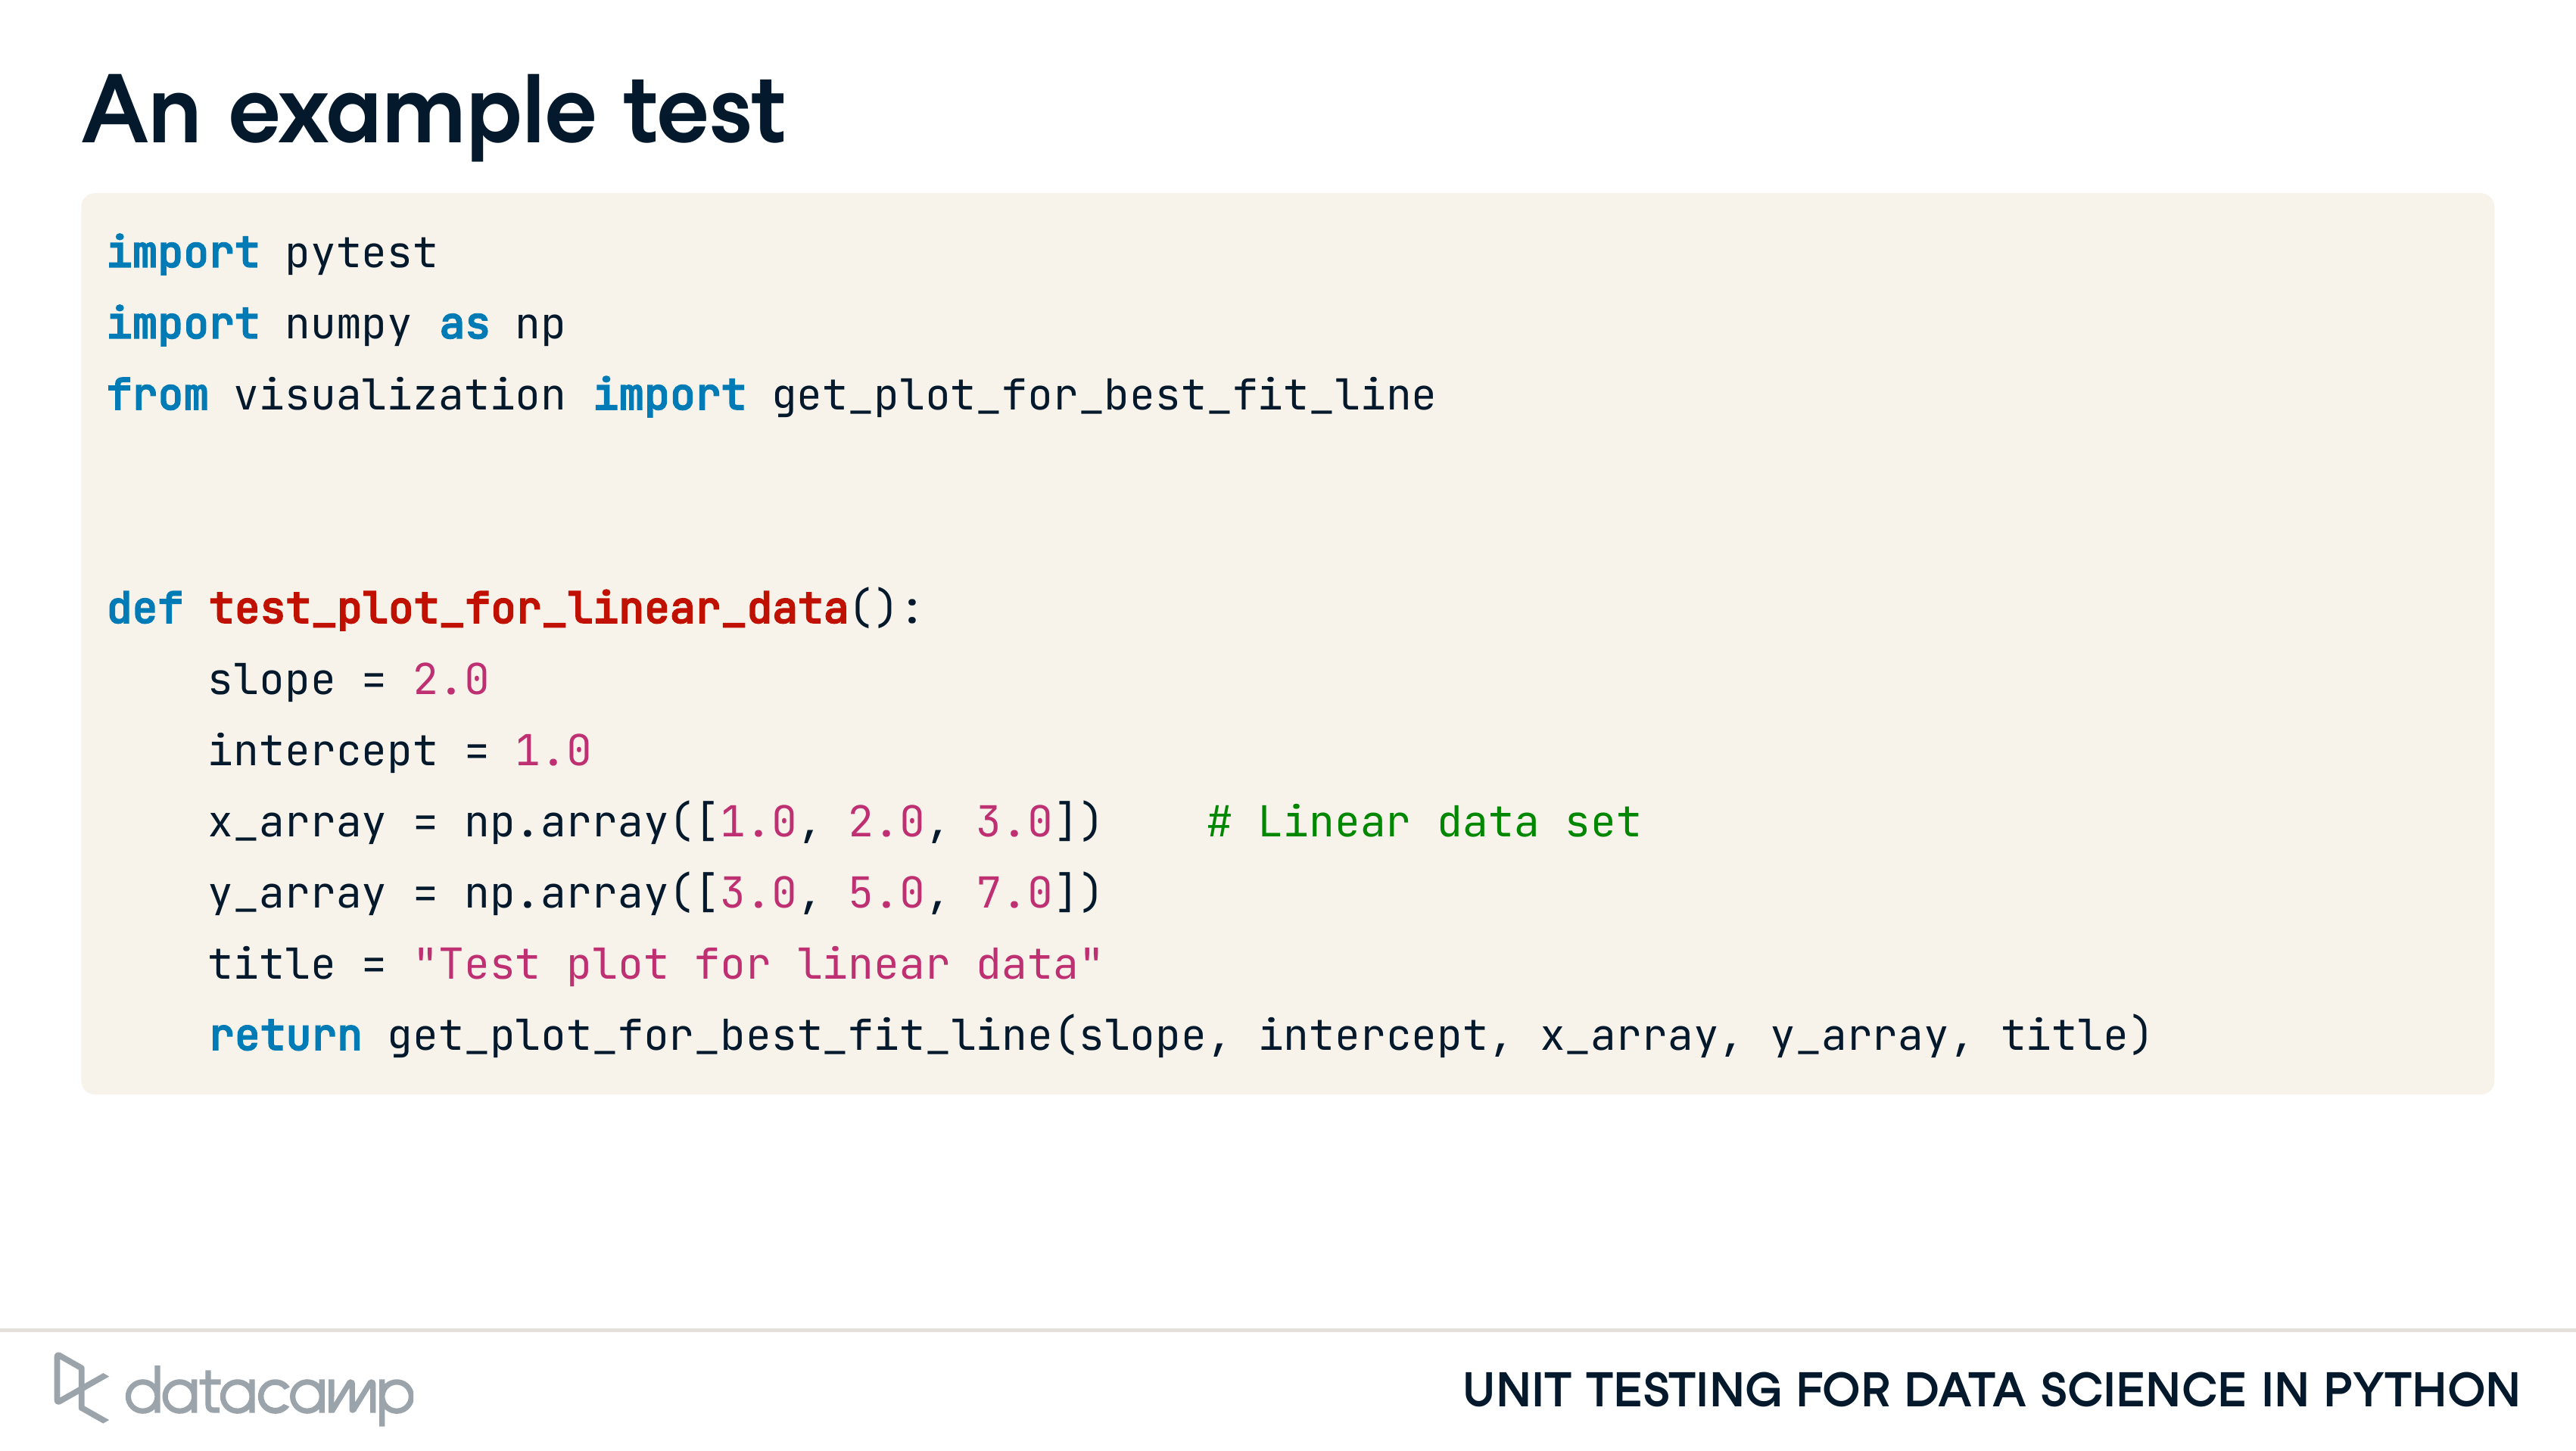 An example test
import pytest
import numpy as np
from visualization import get_plot_for_best_fit_line
def test_plot_for_linear_data():
    slope = 2.0
    intercept = 1.0
    x_array = np.array([1.0, 2.0, 3.0])    # Linear data set
    y_array = np.array([3.0, 5.0, 7.0])
    title = "Test plot for linear data"
    return get_plot_for_best_fit_line(slope, intercept, x_array, y_array, title)
datacamp
UNIT TESTING FOR DATA SCIENCE IN PYTHON